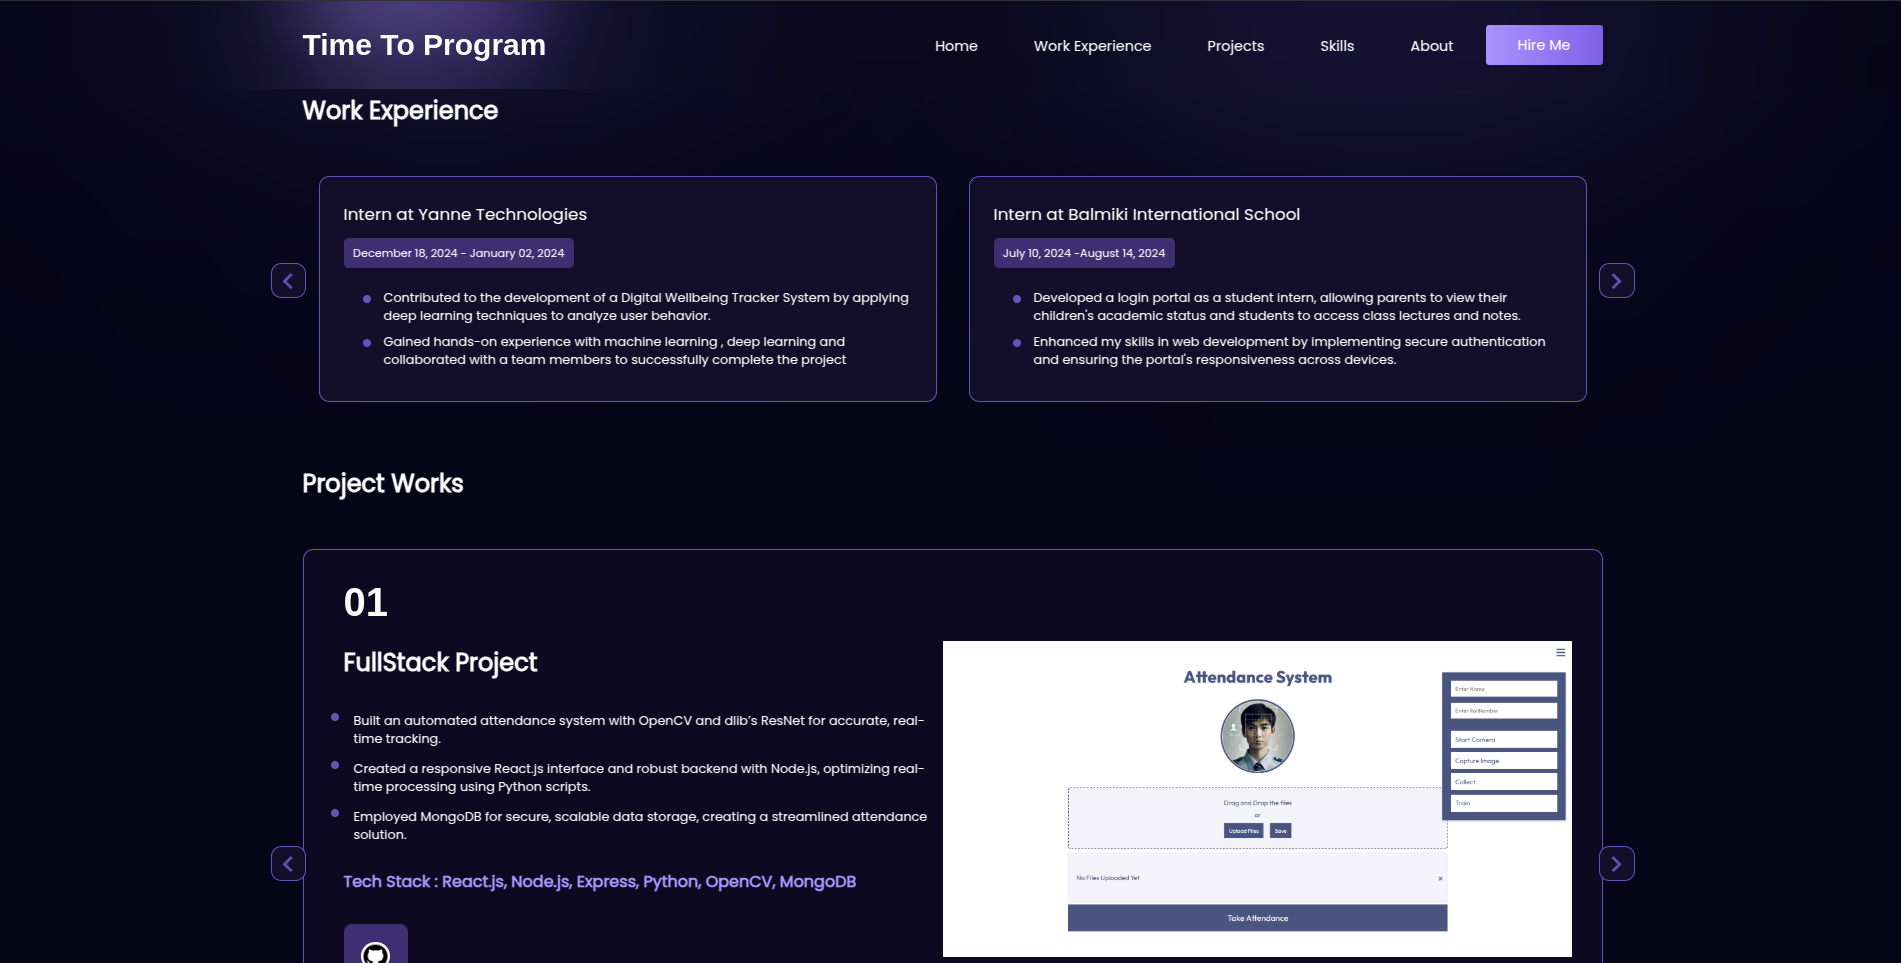 Time To Program
Home
Work Experience
Projects
Skills
About
Hire Me
Work Experience
Intern at Yanne Technologies
December 18, 2024 - January 02, 2024
Contributed to the development of a Digital Wellbeing Tracker System by applying
deep learning techniques to analyze user behavior.
Gained hands-on experience with machine learning , deep learning and
collaborated with a team members to successfully complete the project
Intern at Balmiki International School
July 10, 2024 -August 14, 2024
Developed a login portal as a student intern, allowing parents to view their
children's academic status and students to access class lectures and notes.
Enhanced my skills in web development by implementing secure authentication
and ensuring the portal's responsiveness across devices.
Project Works
01
FullStack Project
Built an automated attendance system with OpenCV and dlib’s ResNet for accurate, real-
time tracking.
Created a responsive React.js interface and robust backend with Node.js, optimizing real-
time processing using Python scripts.
Employed MongoDB for secure, scalable data storage, creating a streamlined attendance
solution.
Tech Stack : React.js, Node.js, Express, Python, OpenCV, MongoDB
Attendance System
Enter Name
Enter RollNumber
Start Camera
Capture Image
Collect
Train
Drag and Drop the files
or
Upload Files
Save
No Files Uploaded Yet
Take Attendance